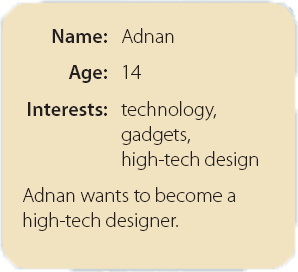 Name: Adnan
Age: 14
Interests: technology,
gadgets,
high-tech design
Adnan wants to become a
high-tech designer.